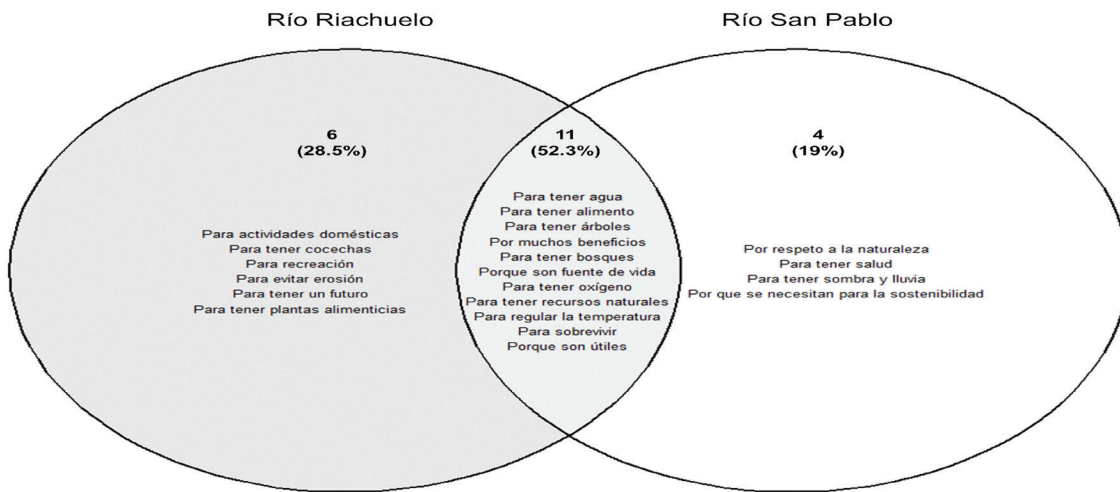 Río Riachuelo
Río San Pablo
6
(28.5%)
11
(52.3%)
4
(19%)
Para actividades domésticas
Para tener cocechas
Para recreación
Para evitar erosión
Para tener un futuro
Para tener plantas alimenticias
Para tener agua
Para tener alimento
Para tener árboles
Por muchos beneficios
Para tener bosques
Porque son fuente de vida
Para tener oxígeno
Para tener recursos naturales
Para regular la temperatura
Para sobrevivir
Porque son útiles
Por respeto a la naturaleza
Para tener salud
Para tener sombra y lluvia
Por que se necesitan para la sostenibilidad